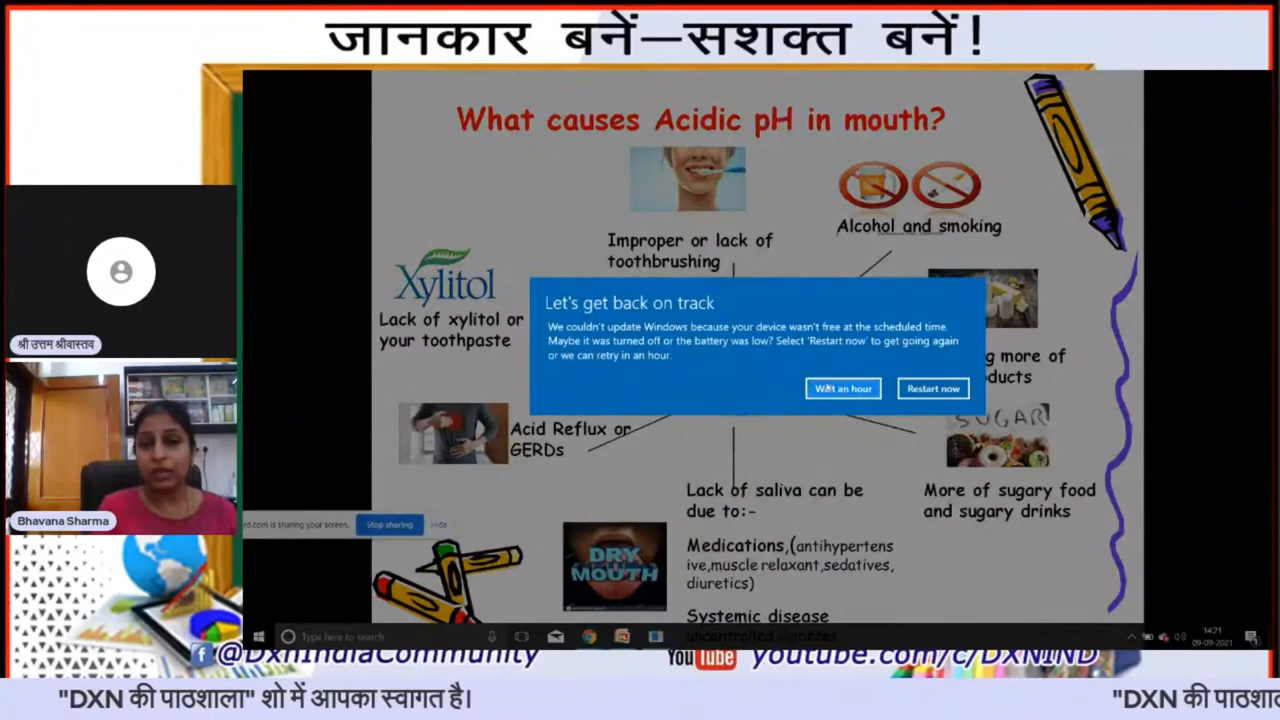 जानकार बनें—सशक्त बनें!
What causes Acidic pH in mouth?
Improper or lack of
toothbrushing
Alcohol and smoking
Xylitol
Lack of xylitol or
your toothpaste
श्री उत्तम श्रीवास्तव
Let's get back on track
We couldn't update Windows because your device wasn't free at the scheduled time.
Maybe it was turned off or the battery was low? Select 'Restart now' to get going again
or we can retry in an hour.
more of
Wait an hour
Restart now
Acid Reflux or
GERDs
SUGAR
Lack of saliva can be
due to:-
More of sugary food
and sugary drinks
Bhavana Sharma
rd.com is sharing your screen.
Stop sharing
Hide
DRY
MOUTH
Medications,(antihypertens
ive,muscle relaxant,sedatives,
diuretics)
Systemic disease
Type here to search
14:21
09-09-2021
@DxnIndiaCommunity
YouTube youtube.com/c/DXNIND
"DXN की पाठशाला" शो में आपका स्वागत है।
"DXN की